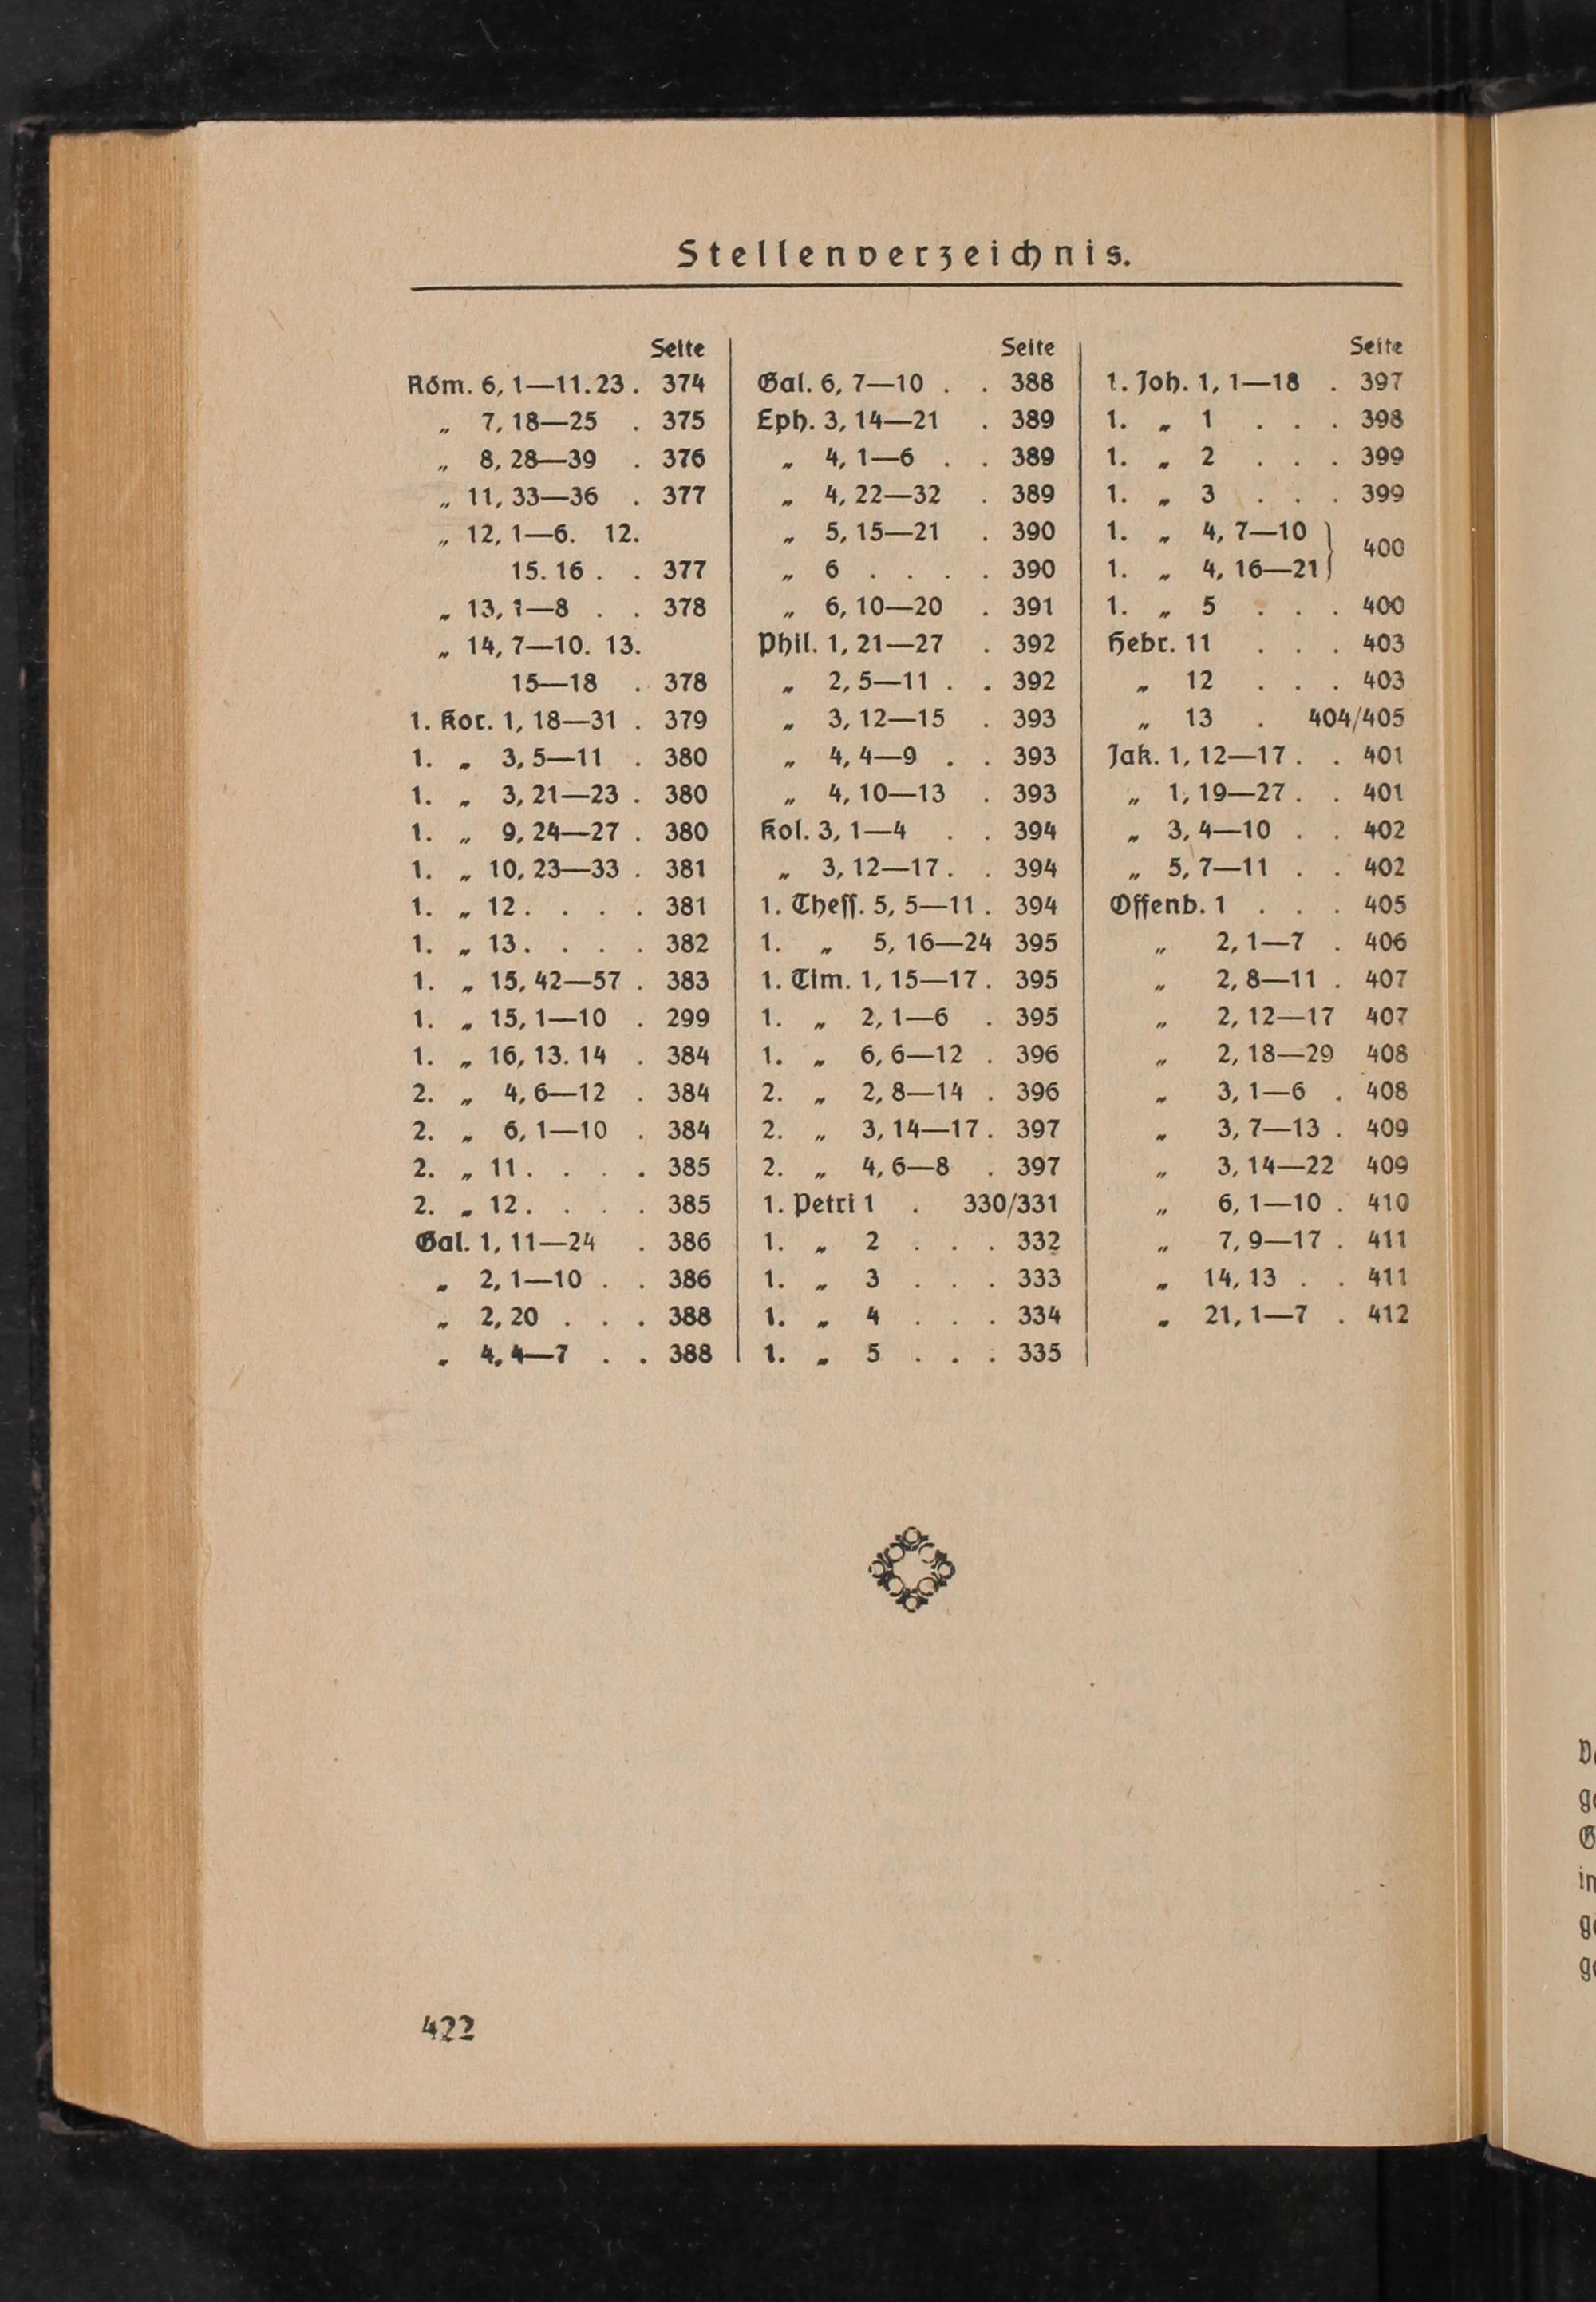 Stellenverzeichnis.
Seite
Röm. 6, 1—11. 23 . 374
„ 7, 18—25 . 375
„ 8, 28—39 . 376
„ 11, 33—36 . 377
„ 12, 1—6. 12.
15. 16 . . 377
„ 13, 1—8 . . 378
„ 14, 7—10. 13.
15—18 . 378
1. Kor. 1, 18—31 . 379
1. „ 3, 5—11 . 380
1. „ 3, 21—23 . 380
1. „ 9, 24—27 . 380
1. „ 10, 23—33 . 381
1. „ 12 . . . . 381
1. „ 13 . . . . 382
1. „ 15, 42—57 . 383
1. „ 15, 1—10 . 299
1. „ 16, 13. 14 . 384
2. „ 4, 6—12 . 384
2. „ 6, 1—10 . 384
2. „ 11 . . . . 385
2. „ 12 . . . . 385
Gal. 1, 11—24 . 386
„ 2, 1—10 . . 386
„ 2, 20 . . . 388
„ 4, 4—7 . . 388
Seite
Gal. 6, 7—10 . . 388
Eph. 3, 14—21 . 389
„ 4, 1—6 . . 389
„ 4, 22—32 . 389
„ 5, 15—21 . 390
„ 6 . . . . 390
„ 6, 10—20 . 391
Phil. 1, 21—27 . 392
„ 2, 5—11 . . 392
„ 3, 12—15 . 393
„ 4, 4—9 . . 393
„ 4, 10—13 . 393
Kol. 3, 1—4 . . 394
„ 3, 12—17 . . 394
1. Thess. 5, 5—11 . 394
1. „ 5, 16—24 395
1. Tim. 1, 15—17 . 395
1. „ 2, 1—6 . 395
1. „ 6, 6—12 . 396
2. „ 2, 8—14 . 396
2. „ 3, 14—17 . 397
2. „ 4, 6—8 . 397
1. Petri 1 . 330/331
1. „ 2 . . . 332
1. „ 3 . . . 333
1. „ 4 . . . 334
1. „ 5 . . . 335
Seite
1. Joh. 1, 1—18 . 397
1. „ 1 . . . 398
1. „ 2 . . . 399
1. „ 3 . . . 399
1. „ 4, 7—10 } 400
1. „ 4, 16—21
1. „ 5 . . . 400
Hebr. 11 . . . 403
„ 12 . . . 403
„ 13 . 404/405
Jak. 1, 12—17 . . 401
„ 1, 19—27 . . 401
„ 3, 4—10 . . 402
„ 5, 7—11 . . 402
Offenb. 1 . . . 405
„ 2, 1—7 . 406
„ 2, 8—11 . 407
„ 2, 12—17 407
„ 2, 18—29 408
„ 3, 1—6 . 408
„ 3, 7—13 . 409
„ 3, 14—22 409
„ 6, 1—10 . 410
„ 7, 9—17 . 411
„ 14, 13 . . 411
„ 21, 1—7 . 412
422